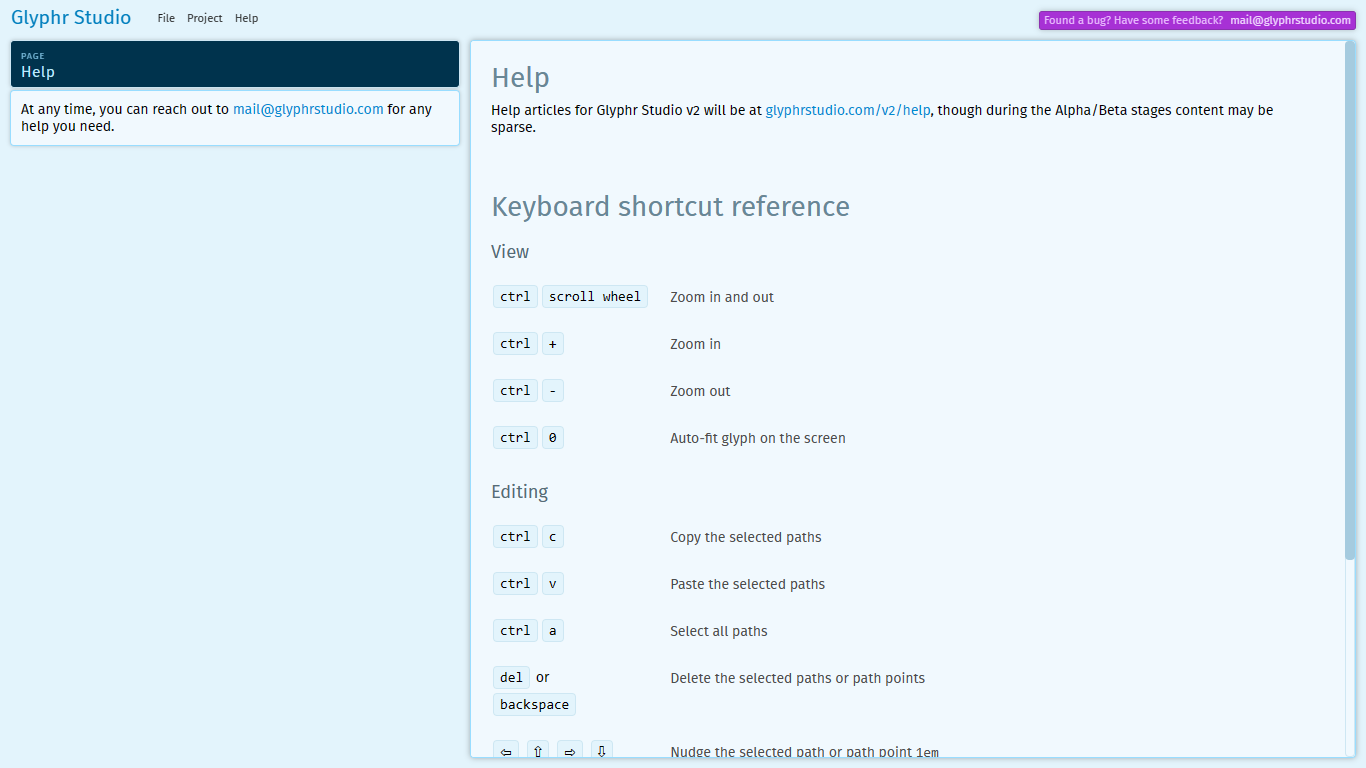 Glyphr Studio File Project Help
Found a bug? Have some feedback? mail@glyphrstudio.com
PAGE
Help
At any time, you can reach out to mail@glyphrstudio.com for any
help you need.
Help
Help articles for Glyphr Studio v2 will be at glyphrstudio.com/v2/help, though during the Alpha/Beta stages content may be
sparse.
Keyboard shortcut reference
View
ctrl scroll wheel Zoom in and out
ctrl + Zoom in
ctrl - Zoom out
ctrl 0 Auto-fit glyph on the screen
Editing
ctrl c Copy the selected paths
ctrl v Paste the selected paths
ctrl a Select all paths
del or Delete the selected paths or path points
backspace
⇦ ⇧ ⇨ ⇩ Nudge the selected path or path point 1em